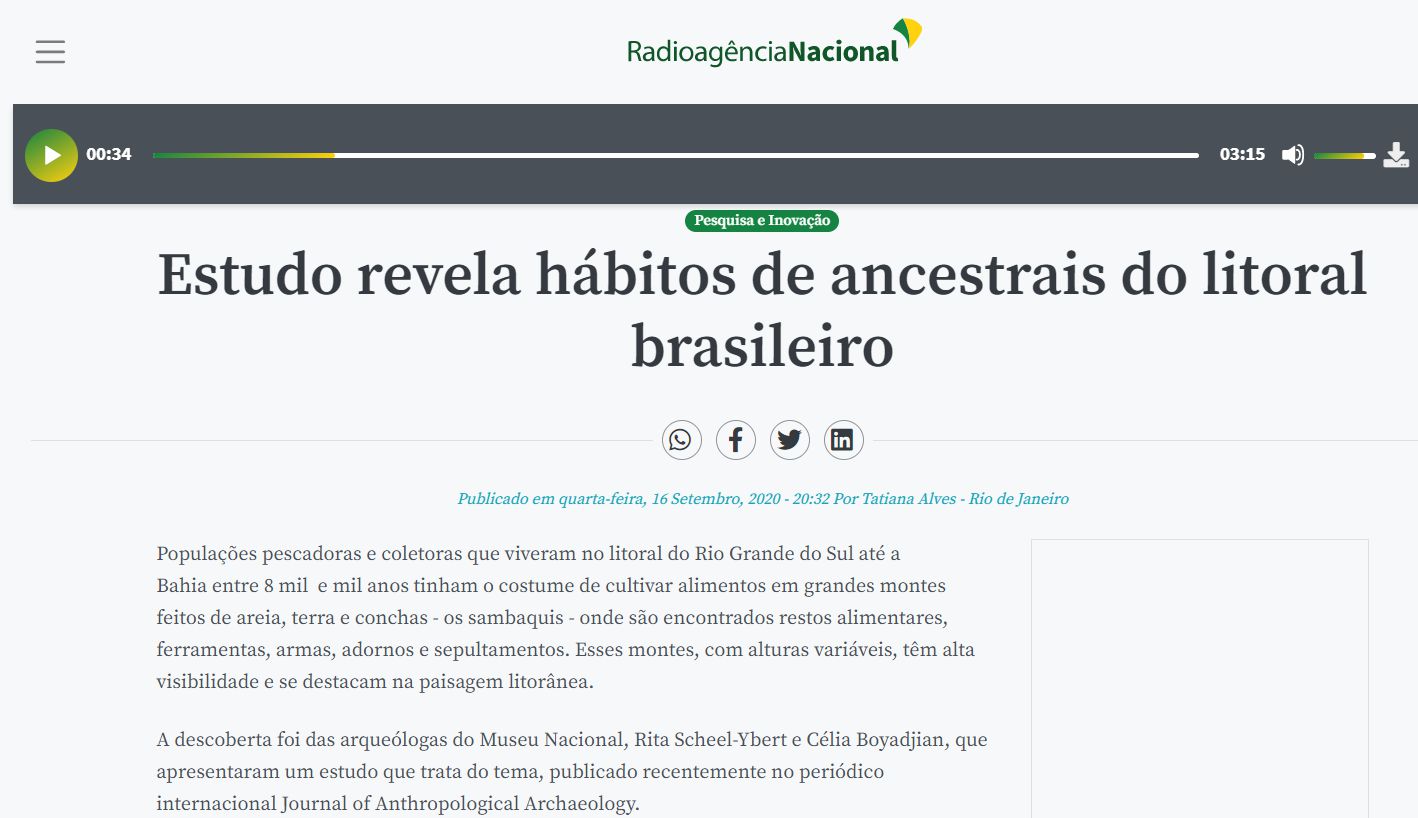 RadioagênciaNacional
00:34
03:15
Pesquisa e Inovação
Estudo revela hábitos de ancestrais do litoral
brasileiro
Publicado em quarta-feira, 16 Setembro, 2020 - 20:32 Por Tatiana Alves - Rio de Janeiro
Populações pescadoras e coletoras que viveram no litoral do Rio Grande do Sul até a
Bahia entre 8 mil  e mil anos tinham o costume de cultivar alimentos em grandes montes
feitos de areia, terra e conchas - os sambaquis - onde são encontrados restos alimentares,
ferramentas, armas, adornos e sepultamentos. Esses montes, com alturas variáveis, têm alta
visibilidade e se destacam na paisagem litorânea.
A descoberta foi das arqueólogas do Museu Nacional, Rita Scheel-Ybert e Célia Boyadjian, que
apresentaram um estudo que trata do tema, publicado recentemente no periódico
internacional Journal of Anthropological Archaeology.